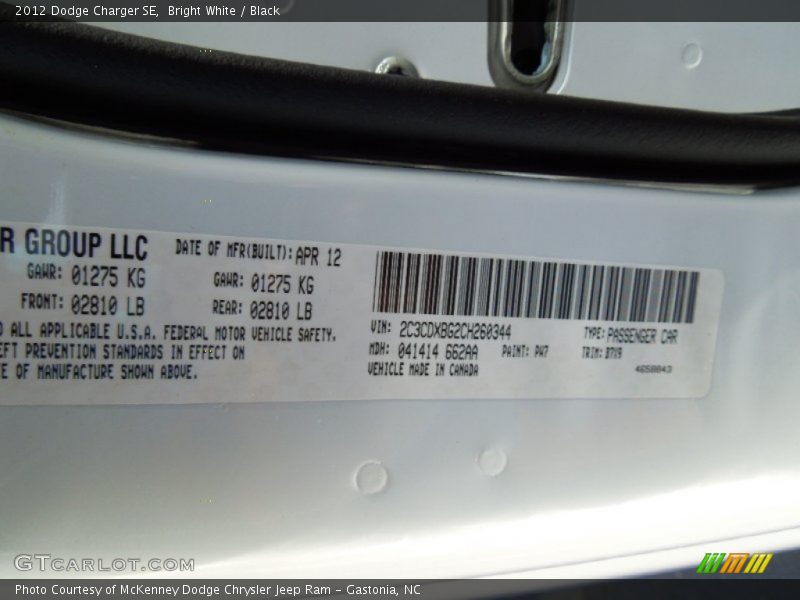 2012 Dodge Charger SE, Bright White / Black
R GROUP LLC
DATE OF MFR(BUILT): APR 12
GAWR: 01275 KG
GAWR: 01275 KG
FRONT: 02810 LB
REAR: 02810 LB
ALL APPLICABLE U.S.A. FEDERAL MOTOR VEHICLE SAFETY,
EFT PREVENTION STANDARDS IN EFFECT ON
E OF MANUFACTURE SHOWN ABOVE.
VIN: 2C3CDXBG2CH260344
TYPE: PASSENGER CAR
MDH: 041414 662AA
PAINT: PW7
TRIM: B7X9
VEHICLE MADE IN CANADA
4658843
GTCARLOT.COM
Photo Courtesy of McKenney Dodge Chrysler Jeep Ram - Gastonia, NC